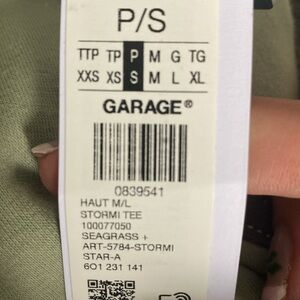 P/S
TTP TP P M G TG
XXS XS S M L XL
GARAGE®
0839541
HAUT M/L
STORMI TEE
100077050
SEAGRASS +
ART-5784-STORMI
STAR-A
601 231 141